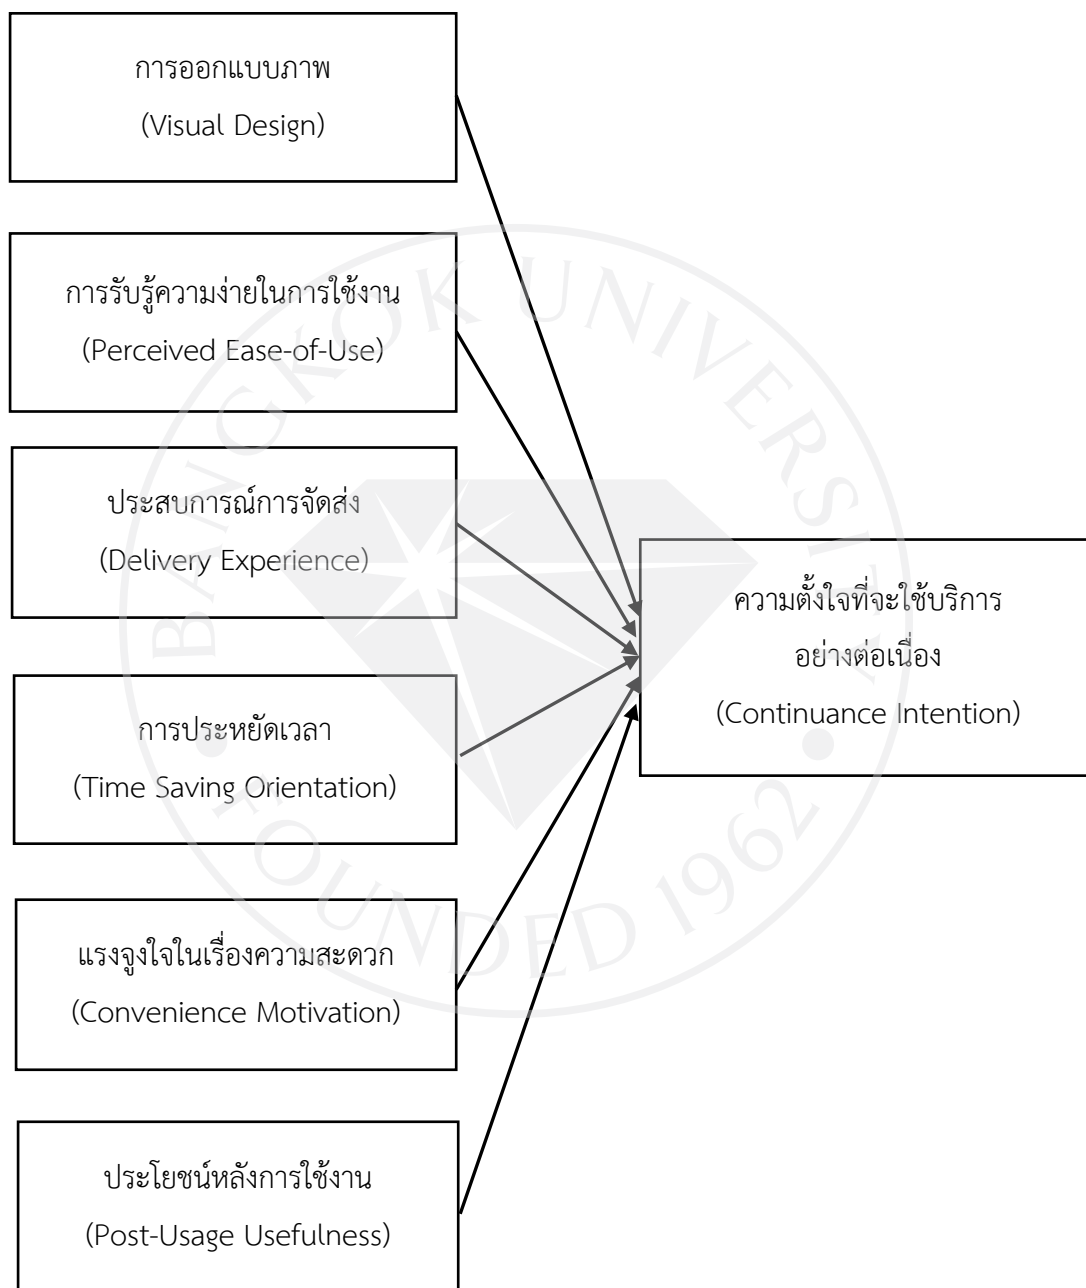 การออกแบบภาพ
(Visual Design)
การรับรู้ความง่ายในการใช้งาน
(Perceived Ease-of-Use)
ประสบการณ์การจัดส่ง
(Delivery Experience)
การประหยัดเวลา
(Time Saving Orientation)
แรงจูงใจในเรื่องความสะดวก
(Convenience Motivation)
ประโยชน์หลังการใช้งาน
(Post-Usage Usefulness)
ความตั้งใจที่จะใช้บริการ
อย่างต่อเนื่อง
(Continuance Intention)
BANGKOK UNIVERSITY
FOUNDED 1962